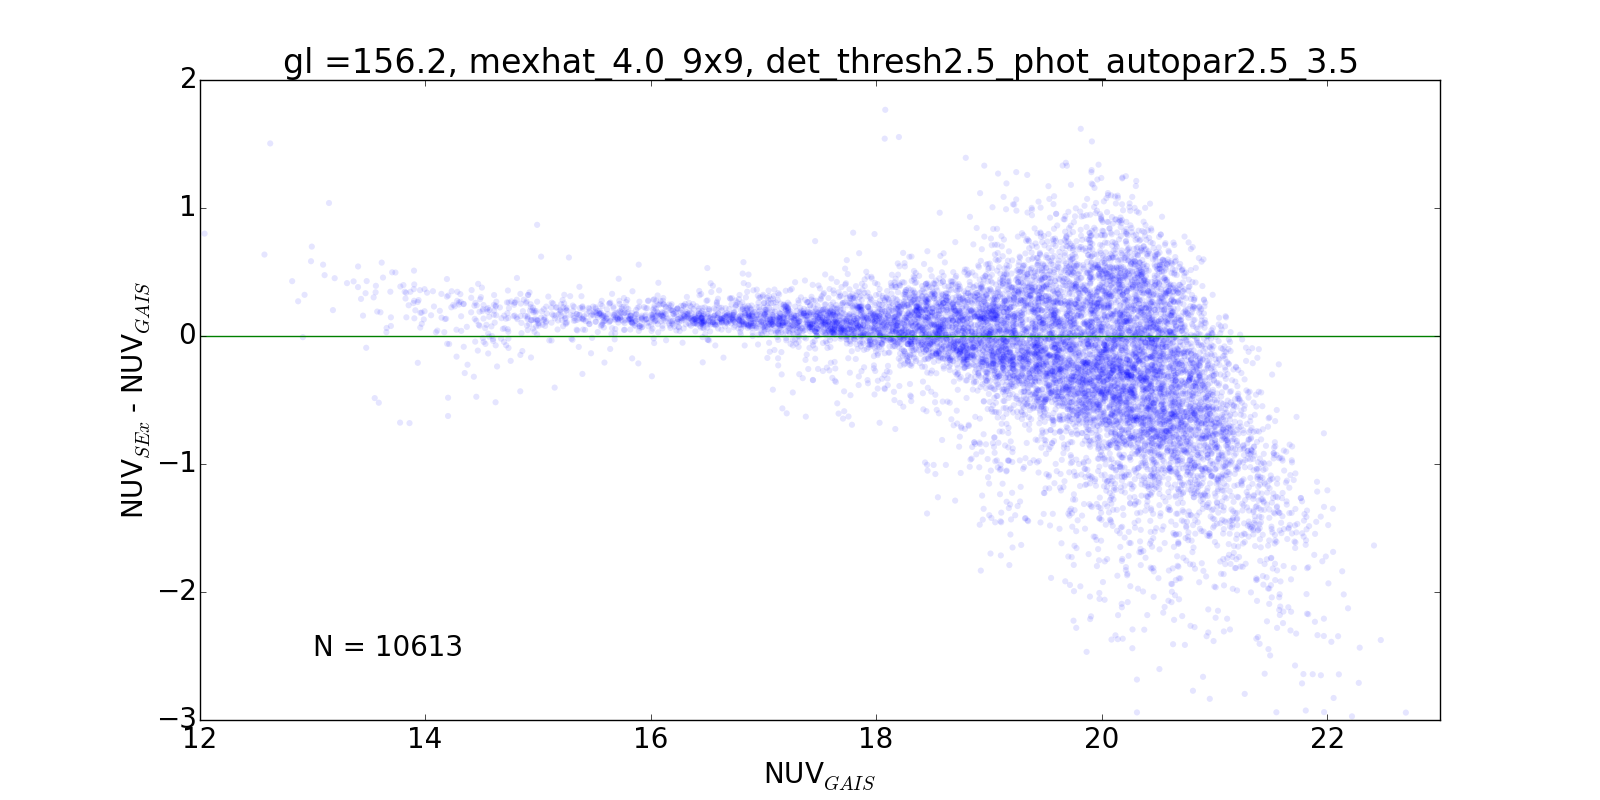 gl =156.2, mexhat_4.0_9x9, det_thresh2.5_phot_autopar2.5_3.5
2
1
0
−1
−2
−3
NUV_SEx - NUV_GAIS
N = 10613
12 14 16 18 20 22
NUV_GAIS